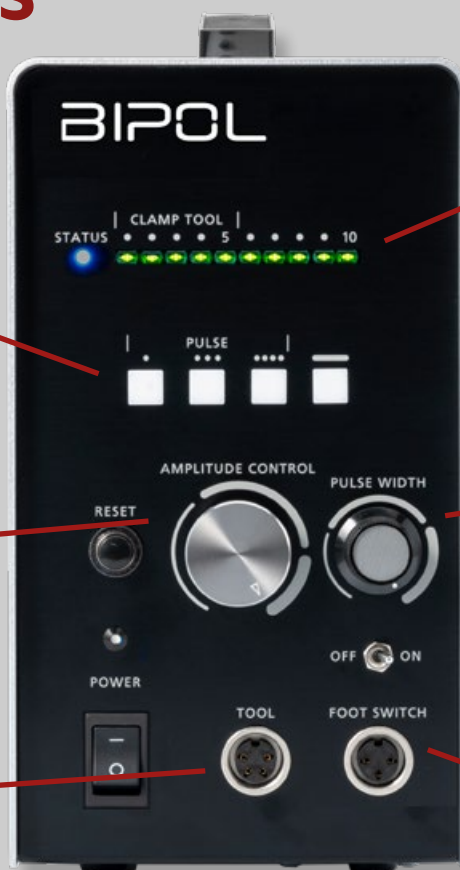 S
BIPOL
| CLAMP TOOL |
STATUS • • • • 5 • • • • 10
| PULSE |
• ••• ••••
AMPLITUDE CONTROL
PULSE WIDTH
RESET
OFF ON
POWER
TOOL
FOOT SWITCH